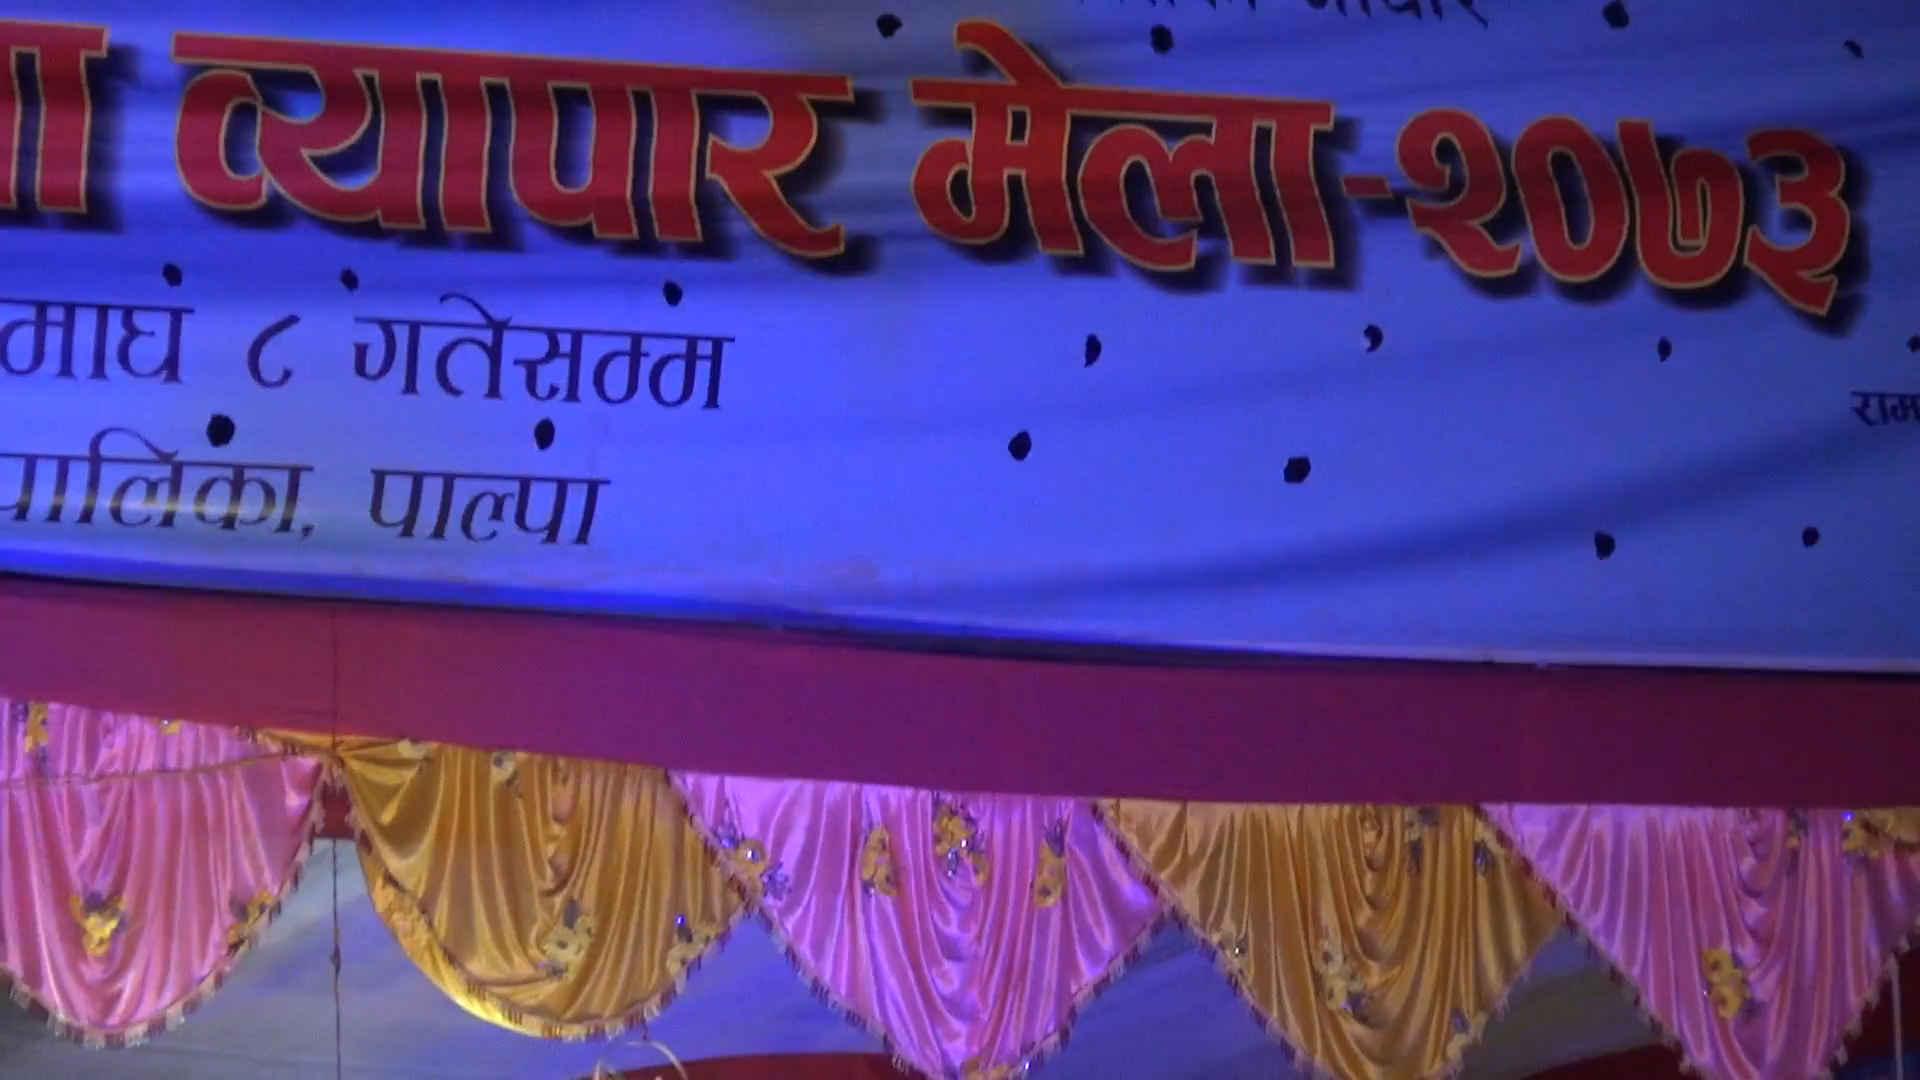 व्यापार मेला-२०७३
माघ ८ गतेसम्म
पाल्पा